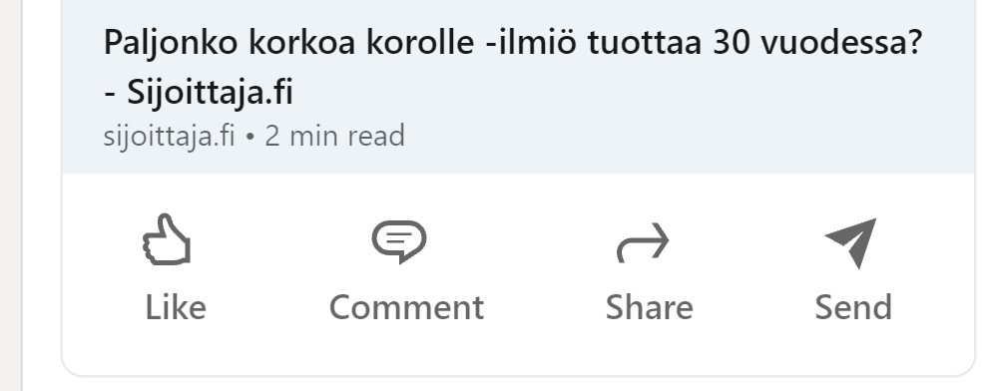 Paljonko korkoa korolle -ilmiö tuottaa 30 vuodessa?
- Sijoittaja.fi
sijoittaja.fi • 2 min read
Like Comment Share Send